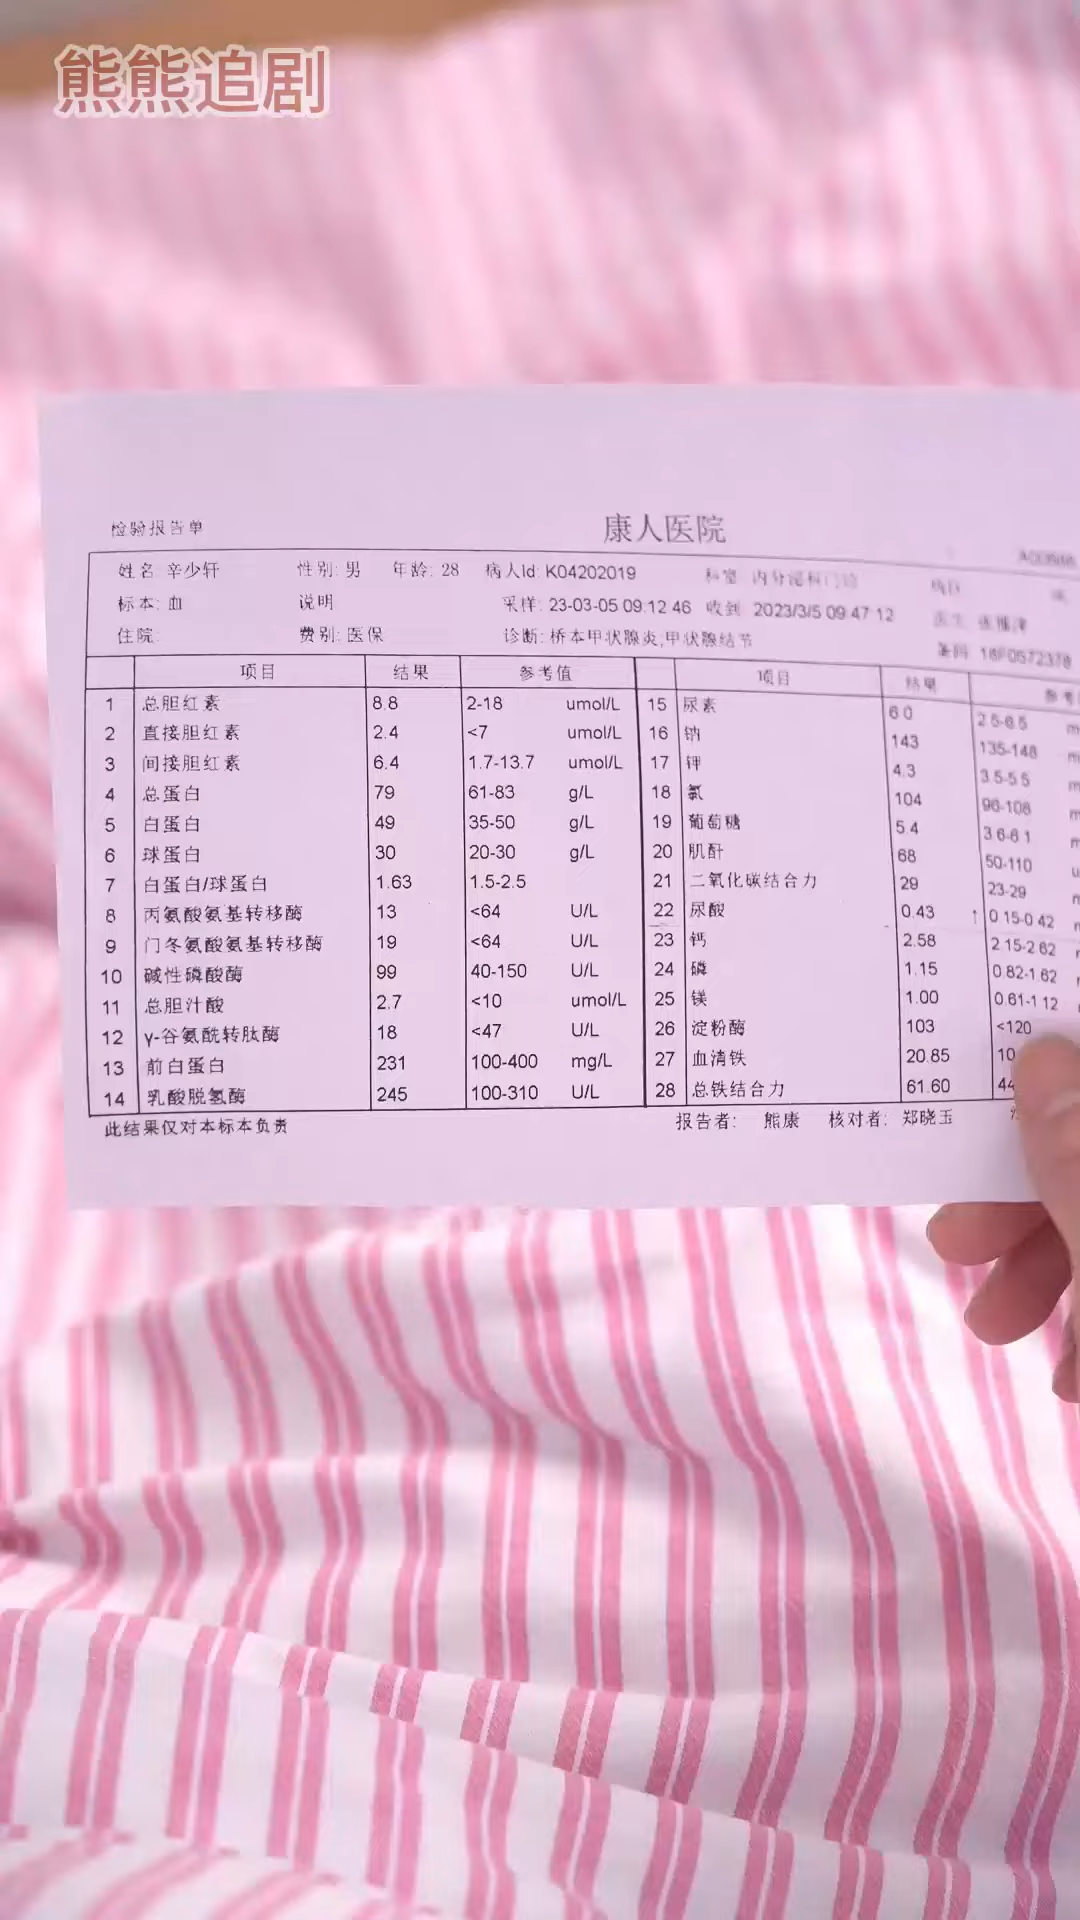 熊熊追剧
检验报告单
康人医院
姓名 辛少轩 性别: 男 年龄: 28 病人Id: K04202019 科室 内分泌科门诊
标本: 血 说明 采样: 23-03-05 09:12 46 收到 2023/3/5 09:47 12
住院: 费别: 医保 诊断: 桥本甲状腺炎;甲状腺结节 条码 18F0572378
项目 结果 参考值 项目 结果
1 总胆红素 8.8 2-18 umol/L 15 尿素 6 0 2 5-6.5
2 直接胆红素 2.4 <7 umol/L 16 钠 143 135-148
3 间接胆红素 6.4 1.7-13.7 umol/L 17 钾 4.3 3.5-5 5
4 总蛋白 79 61-83 g/L 18 氯 104 96-108
5 白蛋白 49 35-50 g/L 19 葡萄糖 5.4 3 6-6 1
6 球蛋白 30 20-30 g/L 20 肌酐 68 50-110
7 白蛋白/球蛋白 1.63 1.5-2.5 21 二氧化碳结合力 29 23-29
8 丙氨酸氨基转移酶 13 <64 U/L 22 尿酸 0.43 ↑ 0 15-0 42
9 门冬氨酸氨基转移酶 19 <64 U/L 23 钙 2.58 2 15-2 62
10 碱性磷酸酶 99 40-150 U/L 24 磷 1.15 0.82-1.62
11 总胆汁酸 2.7 <10 umol/L 25 镁 1.00 0.61-1 12
12 γ-谷氨酰转肽酶 18 <47 U/L 26 淀粉酶 103 <120
13 前白蛋白 231 100-400 mg/L 27 血清铁 20.85 10
14 乳酸脱氢酶 245 100-310 U/L 28 总铁结合力 61.60 44
此结果仅对本标本负责 报告者: 熊康 核对者: 郑晓玉